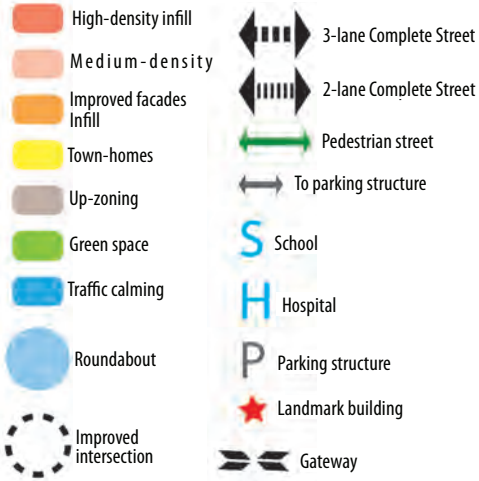 High-density infill
Medium-density
Improved facades
Infill
Town-homes
Up-zoning
Green space
Traffic calming
Roundabout
Improved
intersection
3-lane Complete Street
2-lane Complete Street
Pedestrian street
To parking structure
S School
H Hospital
P Parking structure
Landmark building
Gateway